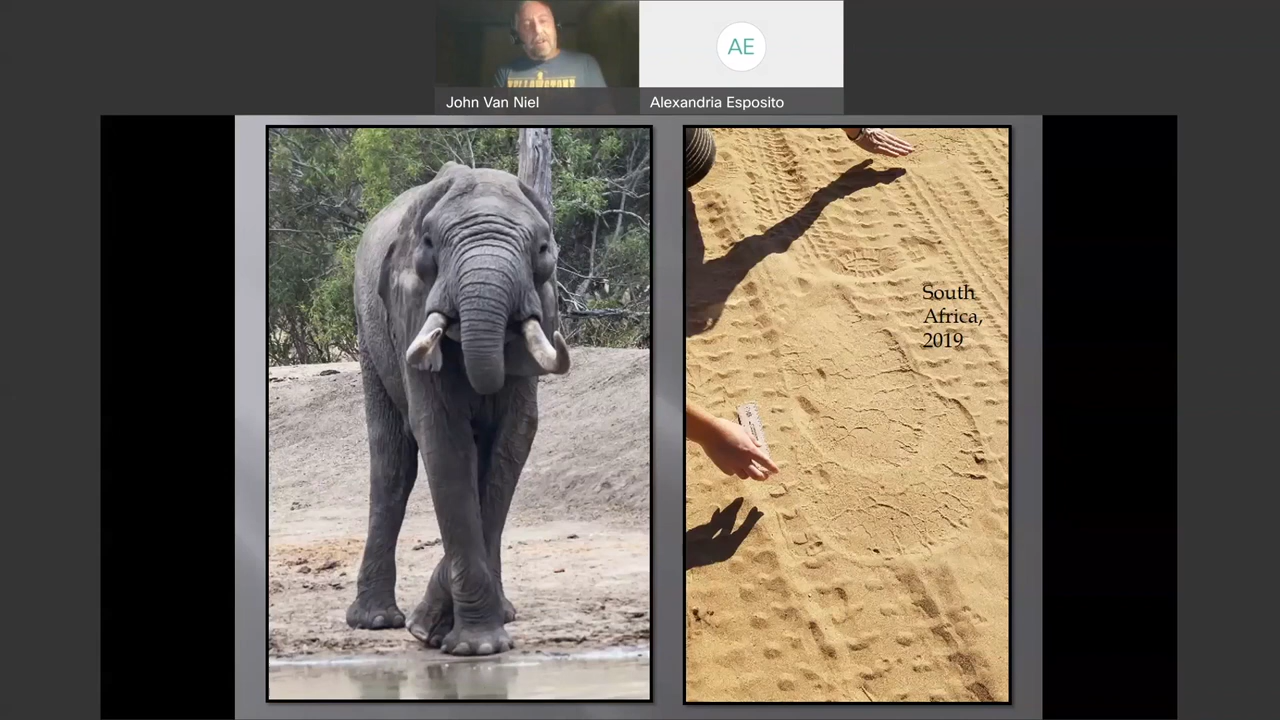 AE
John Van Niel
Alexandria Esposito
South
Africa,
2019